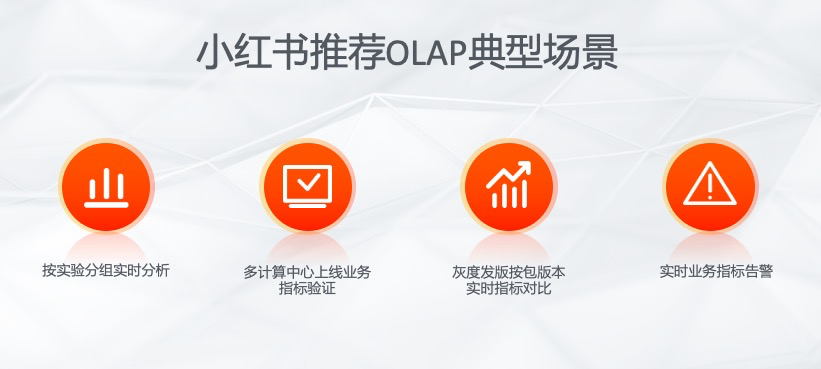 小红书推荐OLAP典型场景
按实验分组实时分析
多计算中心上线业务
指标验证
灰度发版按包版本
实时指标对比
实时业务指标告警